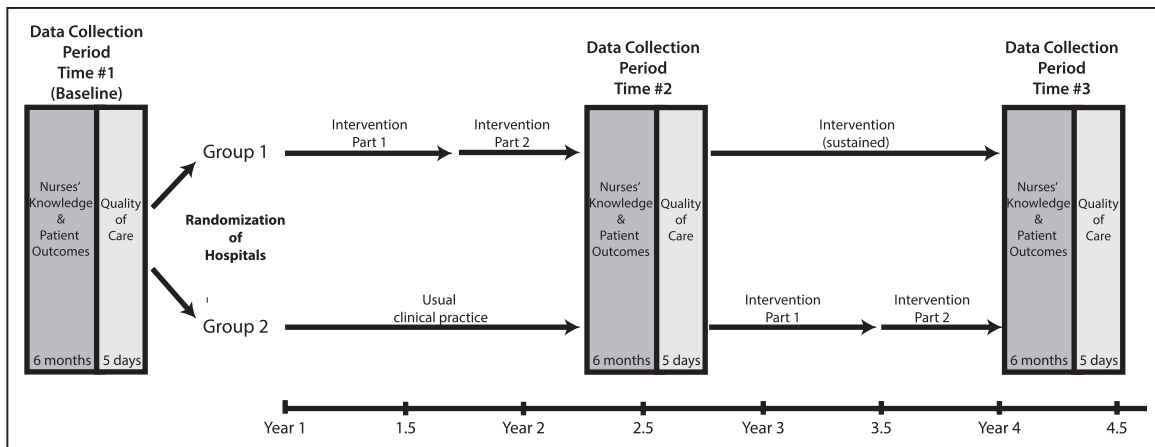 Data Collection
Period
Time #1
(Baseline)
Nurses'
Knowledge
&
Patient
Outcomes
6 months
Quality
of
Care
5 days
Group 1
Randomization
of
Hospitals
Group 2
Intervention
Part 1
Intervention
Part 2
Usual
clinical practice
Data Collection
Period
Time #2
Nurses'
Knowledge
&
Patient
Outcomes
6 months
Quality
of
Care
5 days
Intervention
(sustained)
Intervention
Part 1
Intervention
Part 2
Data Collection
Period
Time #3
Nurses'
Knowledge
&
Patient
Outcomes
6 months
Quality
of
Care
5 days
Year 1
1.5
Year 2
2.5
Year 3
3.5
Year 4
4.5